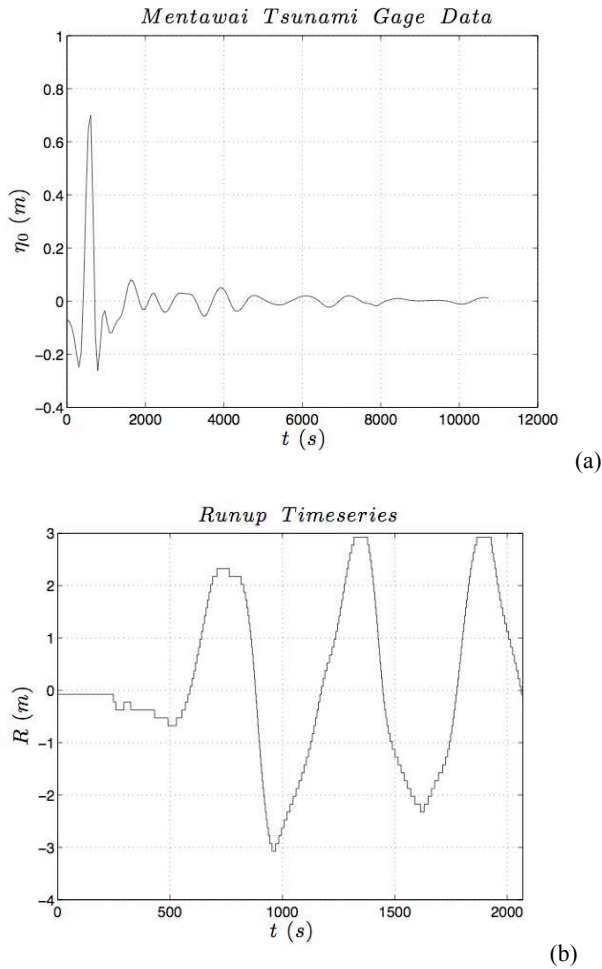 Mentawai Tsunami Gage Data
1
0.8
0.6
0.4
0.2
0
−0.2
−0.4
η0 (m)
0 2000 4000 6000 8000 10000 12000
t (s)
(a)
Runup Timeseries
3
2
1
0
−1
−2
−3
−4
R (m)
0 500 1000 1500 2000
t (s)
(b)